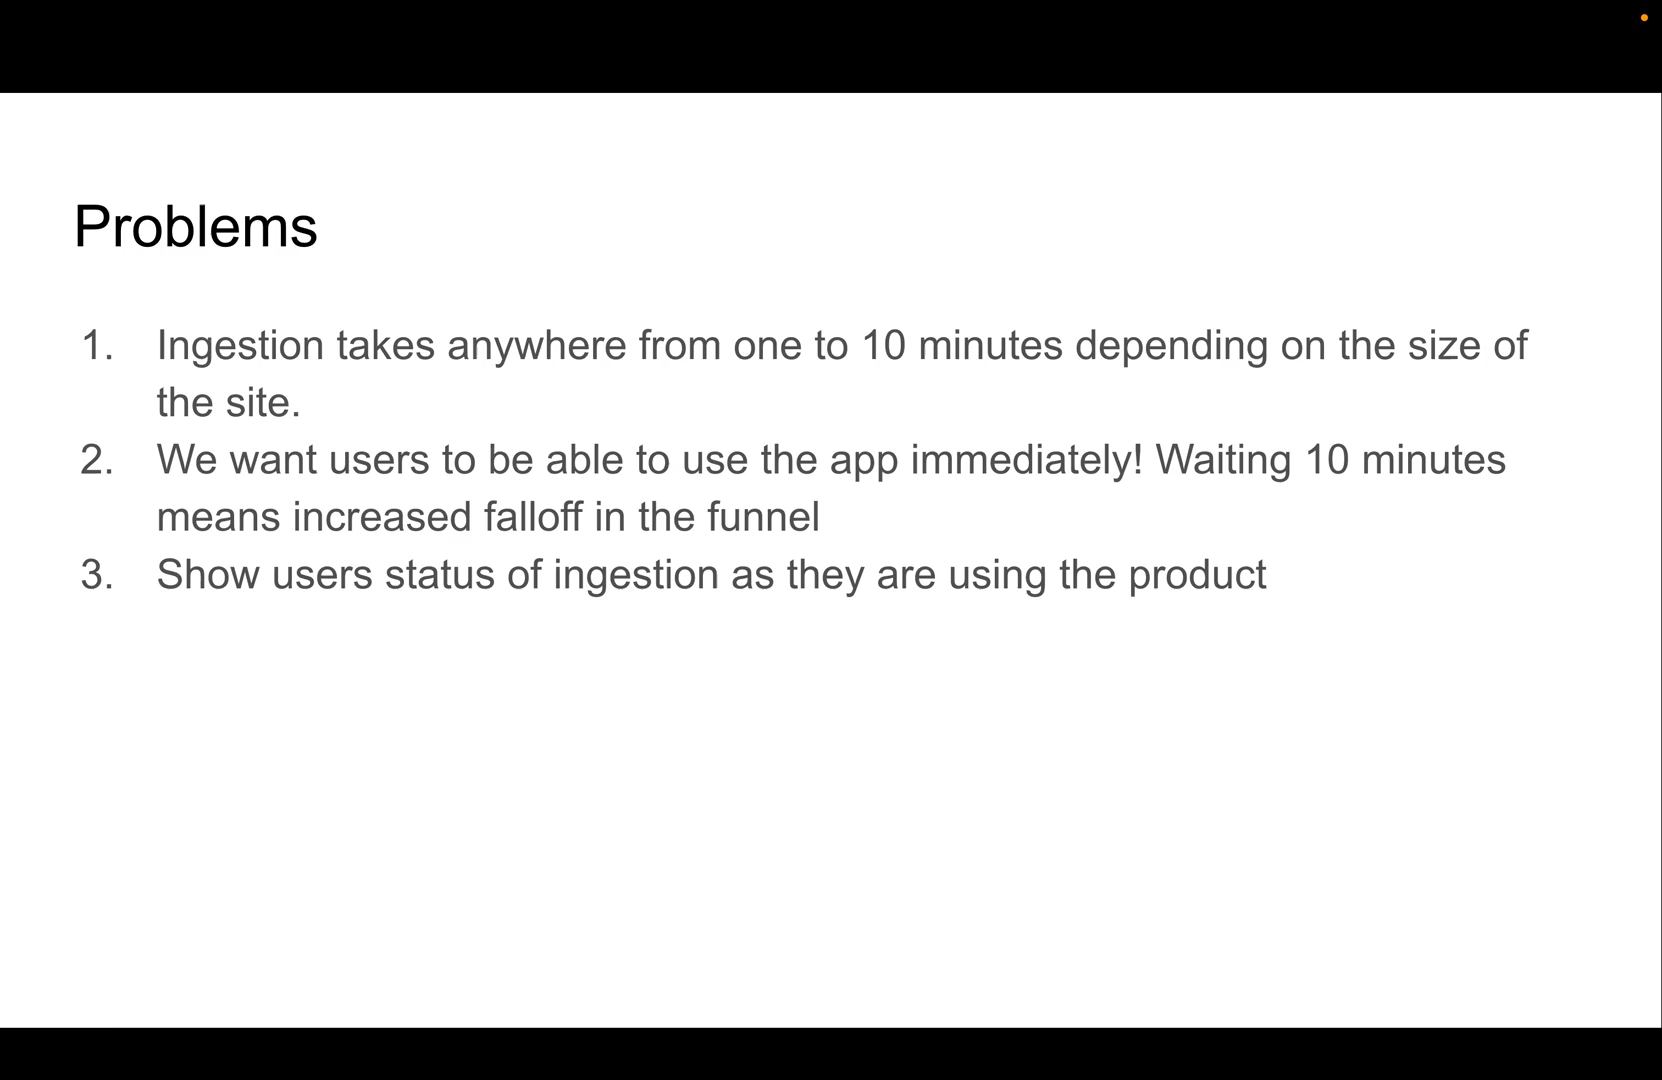 Problems
1. Ingestion takes anywhere from one to 10 minutes depending on the size of
the site.
2. We want users to be able to use the app immediately! Waiting 10 minutes
means increased falloff in the funnel
3. Show users status of ingestion as they are using the product